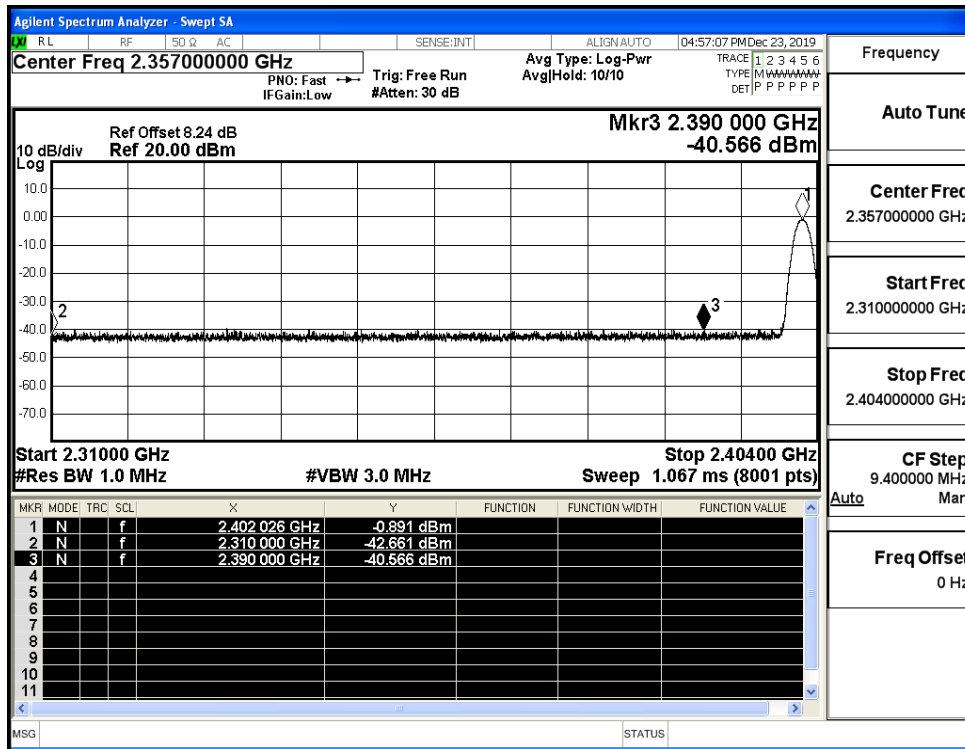 Agilent Spectrum Analyzer - Swept SA
LXI RL RF 50 Ω AC SENSE:INT ALIGNAUTO 04:57:07 PM Dec 23, 2019
Center Freq 2.357000000 GHz
PNO: Fast
IFGain:Low
Trig: Free Run
#Atten: 30 dB
Avg Type: Log-Pwr
Avg|Hold: 10/10
TRACE 1 2 3 4 5 6
TYPE M WWWWW
DET P P P P P P
Mkr3 2.390 000 GHz
-40.566 dBm
Ref Offset 8.24 dB
10 dB/div Ref 20.00 dBm
Log
10.0
0.00
-10.0
-20.0
-30.0
-40.0
-50.0
-60.0
-70.0
1
2
3
Start 2.31000 GHz Stop 2.40400 GHz
#Res BW 1.0 MHz #VBW 3.0 MHz Sweep 1.067 ms (8001 pts)
MKR MODE TRC SCL X Y FUNCTION FUNCTION WIDTH FUNCTION VALUE
1 N f 2.402 026 GHz -0.891 dBm
2 N f 2.310 000 GHz -42.661 dBm
3 N f 2.390 000 GHz -40.566 dBm
4
5
6
7
8
9
10
11
MSG STATUS
Frequency
Auto Tune
Center Freq
2.357000000 GHz
Start Freq
2.310000000 GHz
Stop Freq
2.404000000 GHz
CF Step
9.400000 MHz
Auto Man
Freq Offset
0 Hz